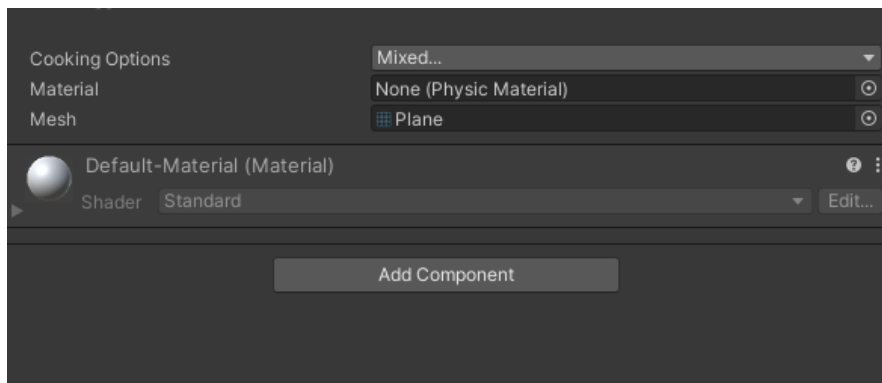 Cooking Options Mixed...
Material None (Physic Material)
Mesh Plane
Default-Material (Material)
Shader Standard Edit...
Add Component